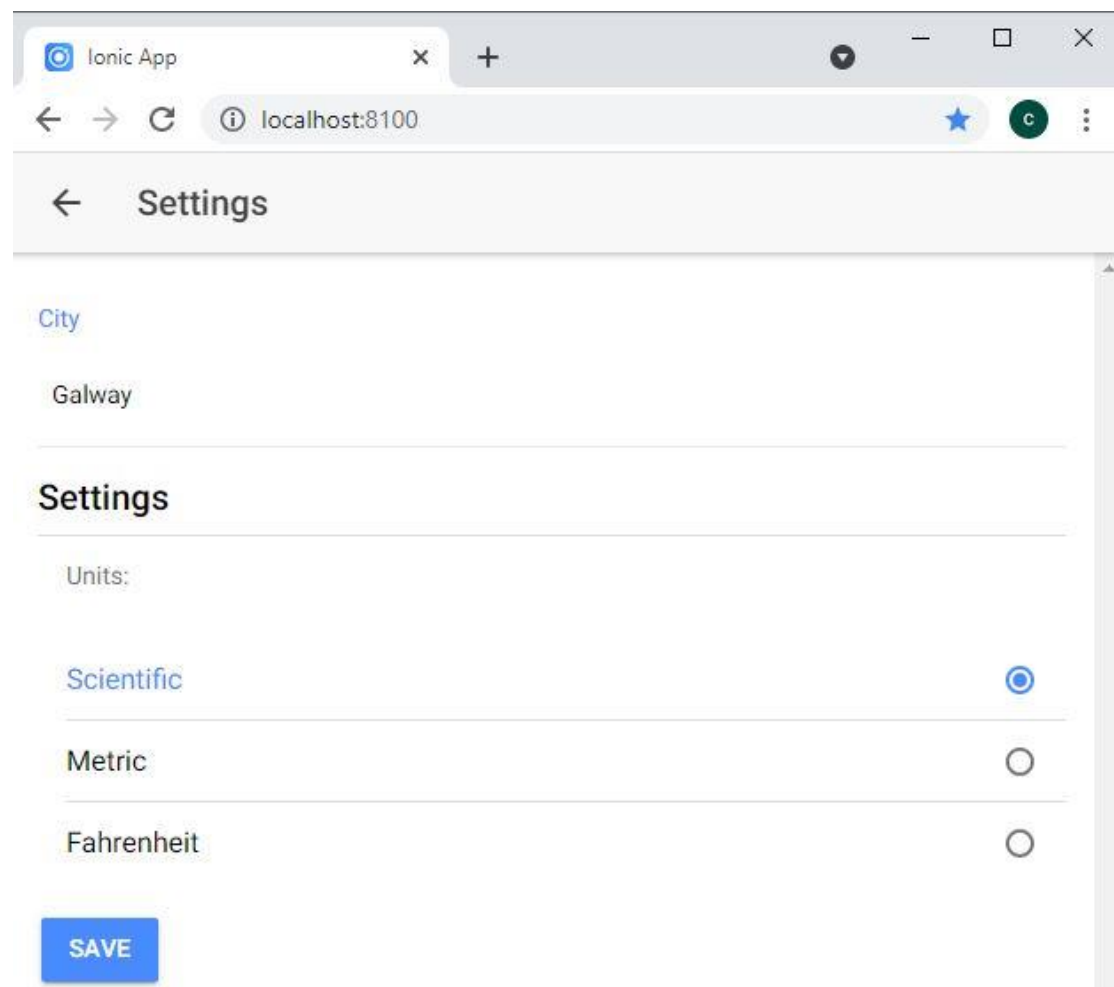 Ionic App
localhost:8100
C
Settings
City
Galway
Settings
Units:
Scientific
Metric
Fahrenheit
SAVE